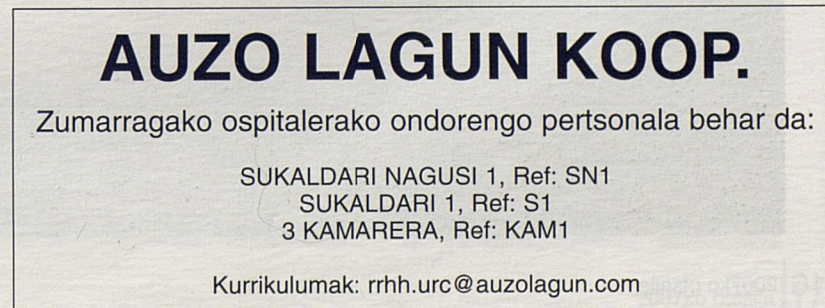 AUZO LAGUN KOOP.
Zumarragako ospitalerako ondorengo pertsonala behar da:
SUKALDARI NAGUSI 1, Ref: SN1
SUKALDARI 1, Ref: S1
3 KAMARERA, Ref: KAM1
Kurrikulumak: rrhh.urc@auzolagun.com